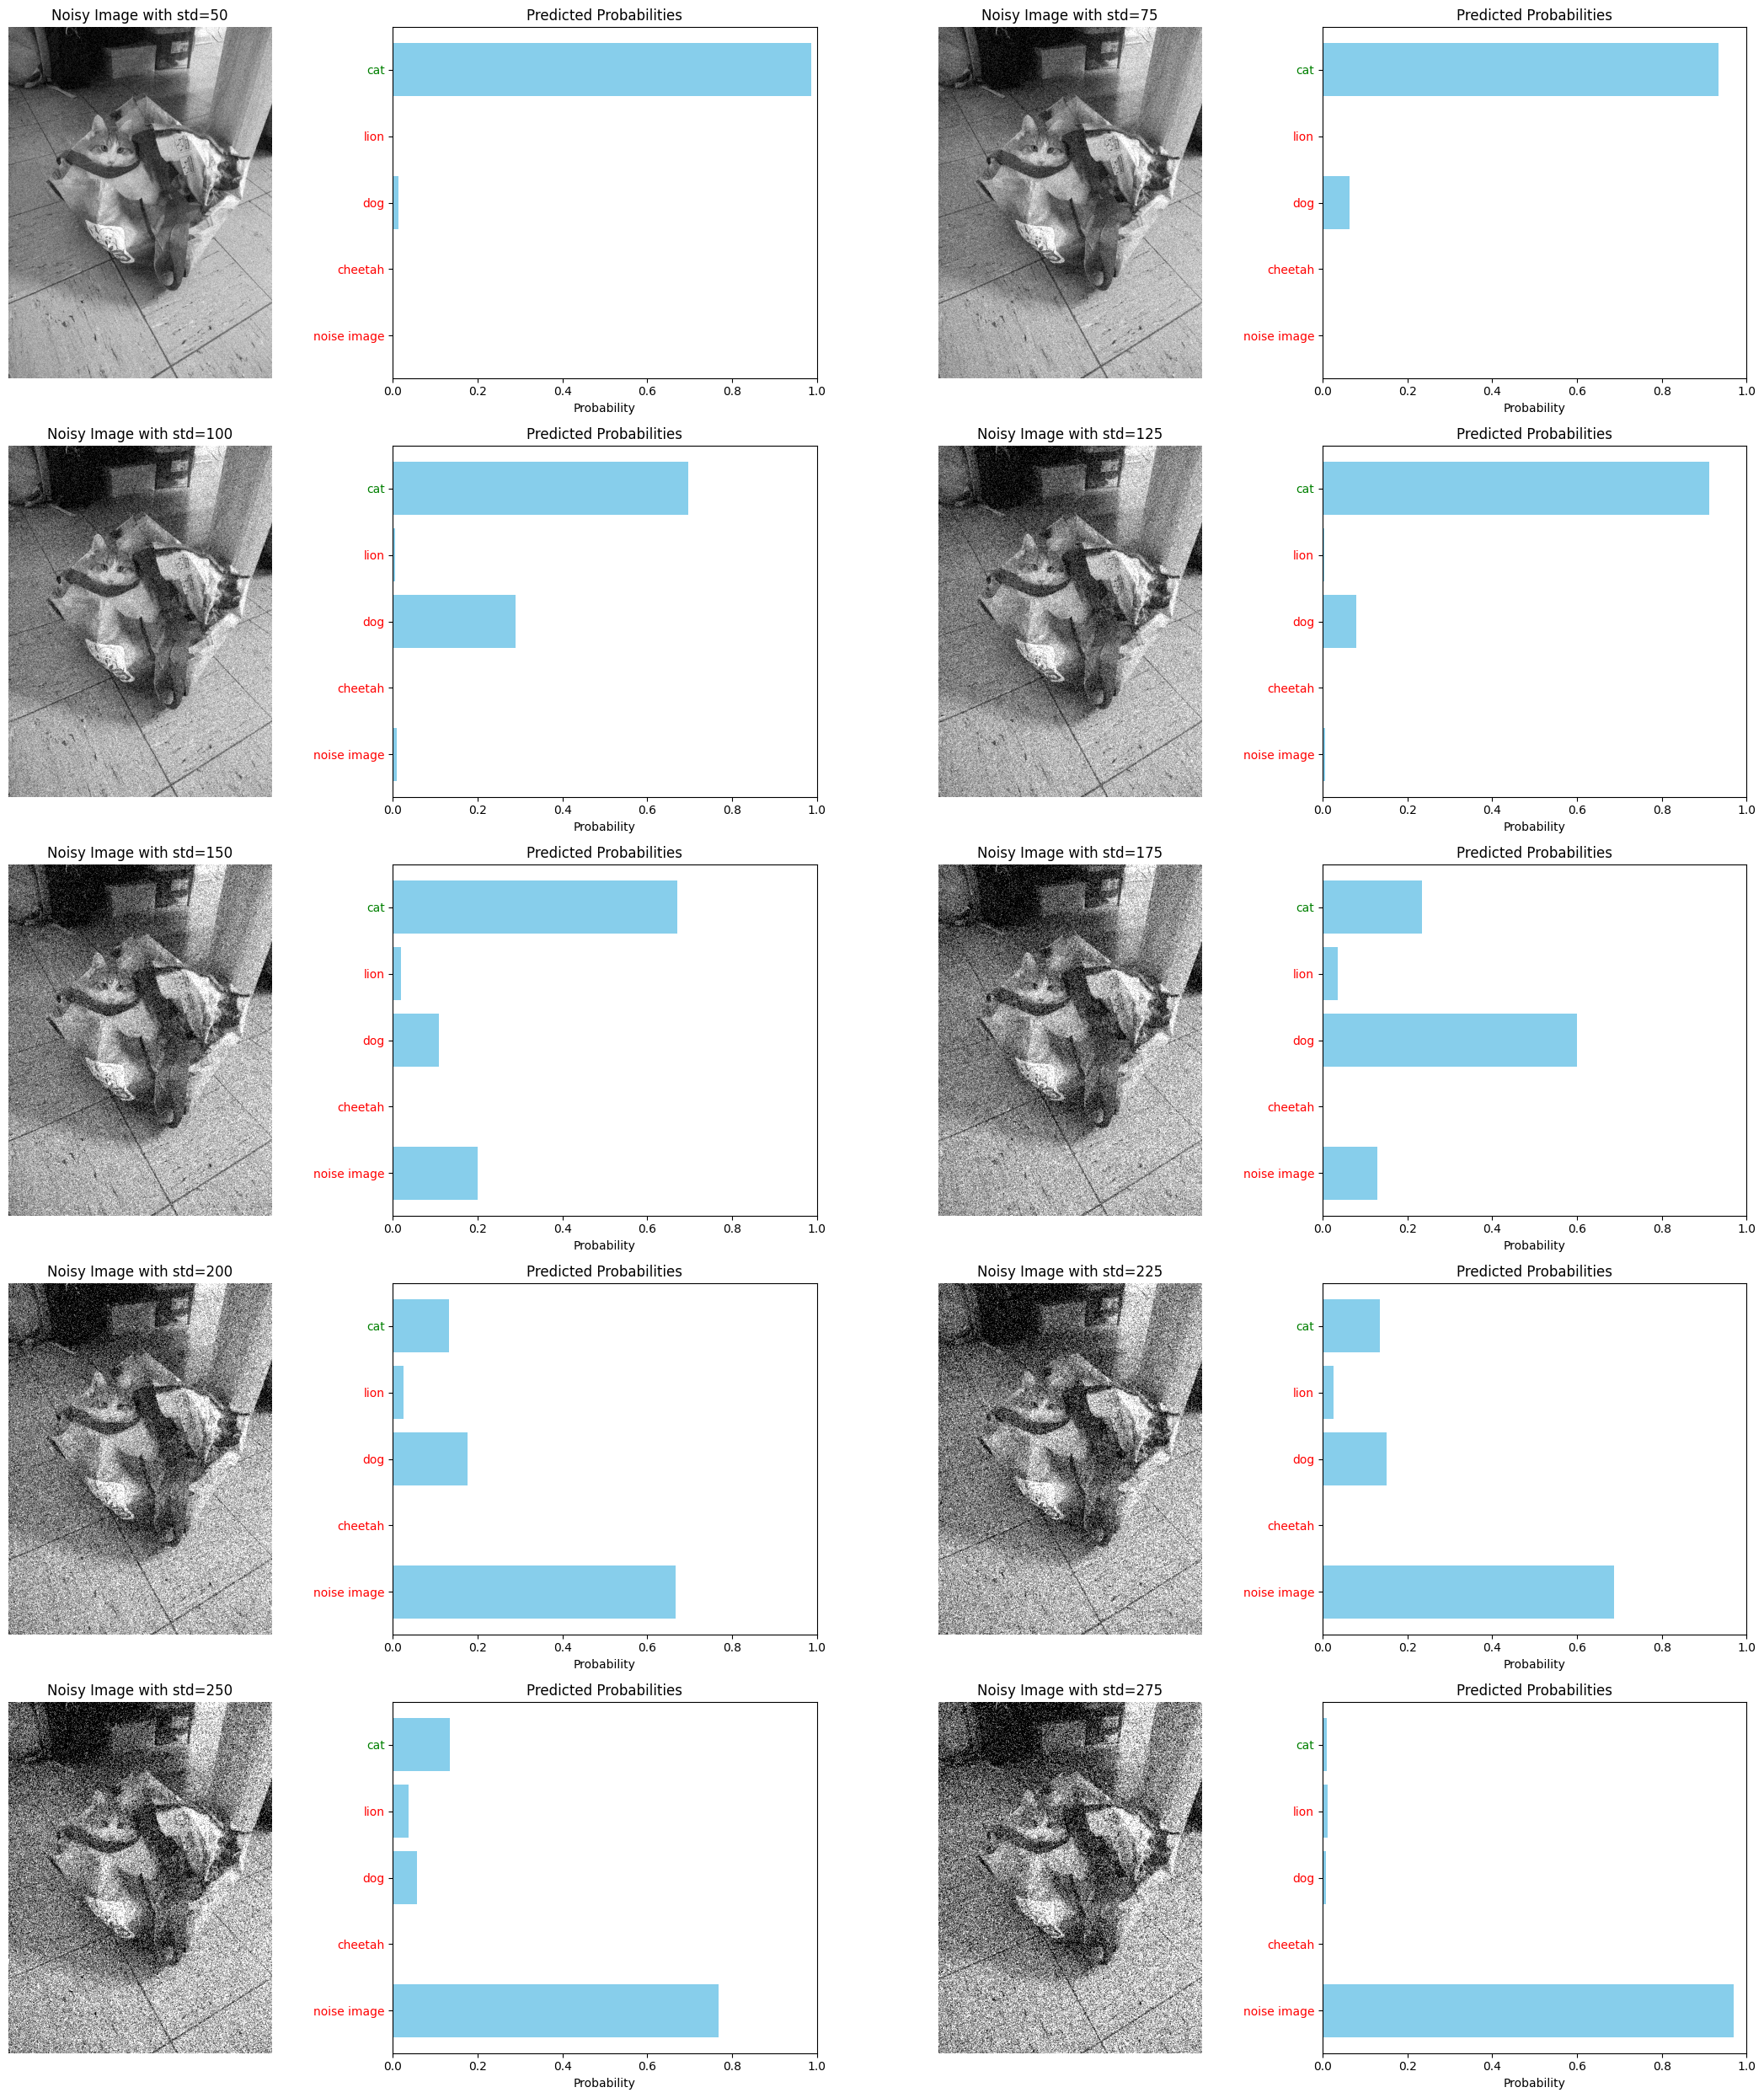 Noisy Image with std=50
Predicted Probabilities
cat
lion
dog
cheetah
noise image
0.0 0.2 0.4 0.6 0.8 1.0
Probability
Noisy Image with std=75
Predicted Probabilities
cat
lion
dog
cheetah
noise image
0.0 0.2 0.4 0.6 0.8 1.0
Probability
Noisy Image with std=100
Predicted Probabilities
cat
lion
dog
cheetah
noise image
0.0 0.2 0.4 0.6 0.8 1.0
Probability
Noisy Image with std=125
Predicted Probabilities
cat
lion
dog
cheetah
noise image
0.0 0.2 0.4 0.6 0.8 1.0
Probability
Noisy Image with std=150
Predicted Probabilities
cat
lion
dog
cheetah
noise image
0.0 0.2 0.4 0.6 0.8 1.0
Probability
Noisy Image with std=175
Predicted Probabilities
cat
lion
dog
cheetah
noise image
0.0 0.2 0.4 0.6 0.8 1.0
Probability
Noisy Image with std=200
Predicted Probabilities
cat
lion
dog
cheetah
noise image
0.0 0.2 0.4 0.6 0.8 1.0
Probability
Noisy Image with std=225
Predicted Probabilities
cat
lion
dog
cheetah
noise image
0.0 0.2 0.4 0.6 0.8 1.0
Probability
Noisy Image with std=250
Predicted Probabilities
cat
lion
dog
cheetah
noise image
0.0 0.2 0.4 0.6 0.8 1.0
Probability
Noisy Image with std=275
Predicted Probabilities
cat
lion
dog
cheetah
noise image
0.0 0.2 0.4 0.6 0.8 1.0
Probability